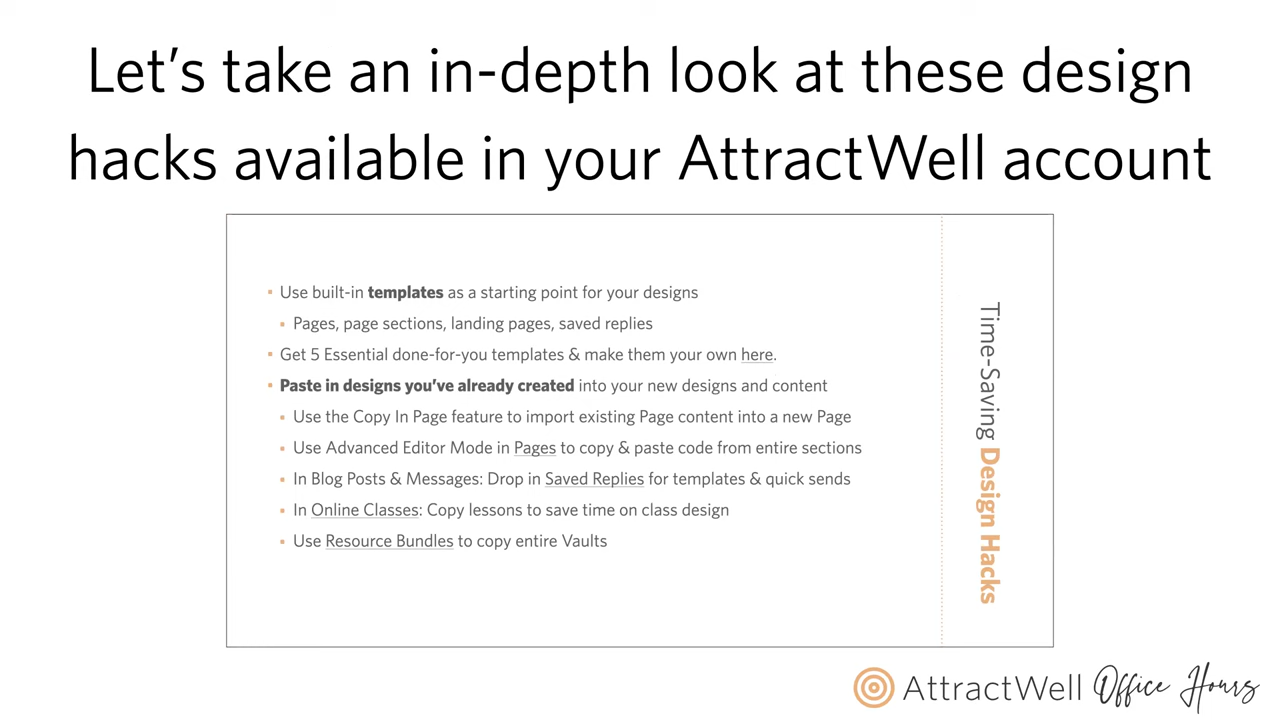 Let's take an in-depth look at these design
hacks available in your AttractWell account
Use built-in templates as a starting point for your designs
Pages, page sections, landing pages, saved replies
Get 5 Essential done-for-you templates & make them your own here.
Paste in designs you've already created into your new designs and content
Use the Copy In Page feature to import existing Page content into a new Page
Use Advanced Editor Mode in Pages to copy & paste code from entire sections
In Blog Posts & Messages: Drop in Saved Replies for templates & quick sends
In Online Classes: Copy lessons to save time on class design
Use Resource Bundles to copy entire Vaults
Time-Saving Design Hacks
AttractWell Office Hours